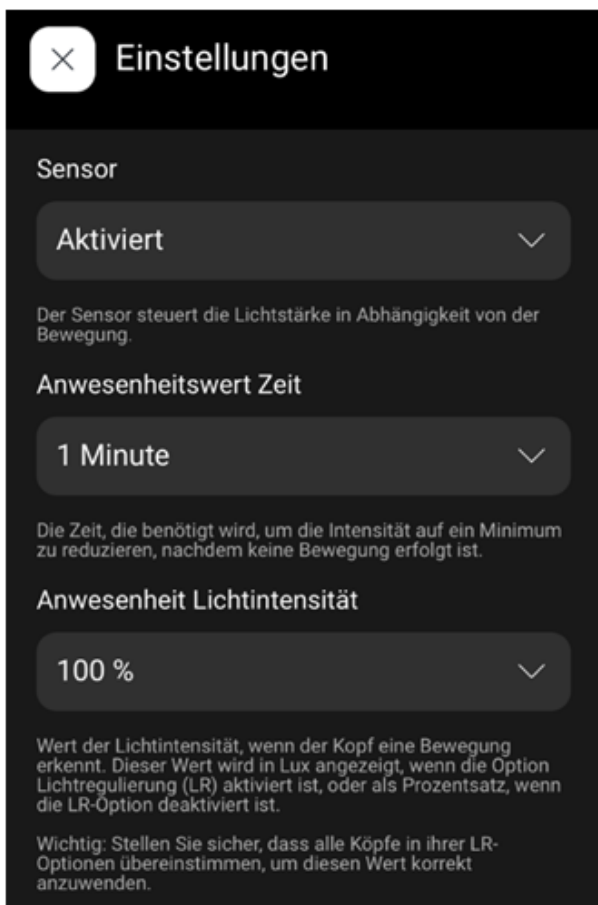 Einstellungen
Sensor
Aktiviert
Der Sensor steuert die Lichtstärke in Abhängigkeit von der
Bewegung.
Anwesenheitswert Zeit
1 Minute
Die Zeit, die benötigt wird, um die Intensität auf ein Minimum
zu reduzieren, nachdem keine Bewegung erfolgt ist.
Anwesenheit Lichtintensität
100 %
Wert der Lichtintensität, wenn der Kopf eine Bewegung
erkennt. Dieser Wert wird in Lux angezeigt, wenn die Option
Lichtregulierung (LR) aktiviert ist, oder als Prozentsatz, wenn
die LR-Option deaktiviert ist.
Wichtig: Stellen Sie sicher, dass alle Köpfe in ihrer LR-
Optionen übereinstimmen, um diesen Wert korrekt
anzuwenden.